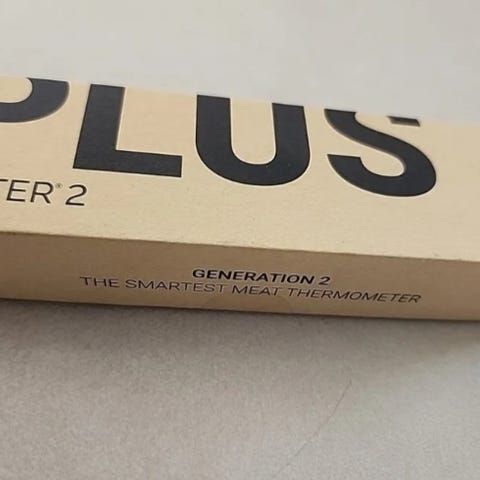 PLUS
TER® 2
GENERATION 2
THE SMARTEST MEAT THERMOMETER